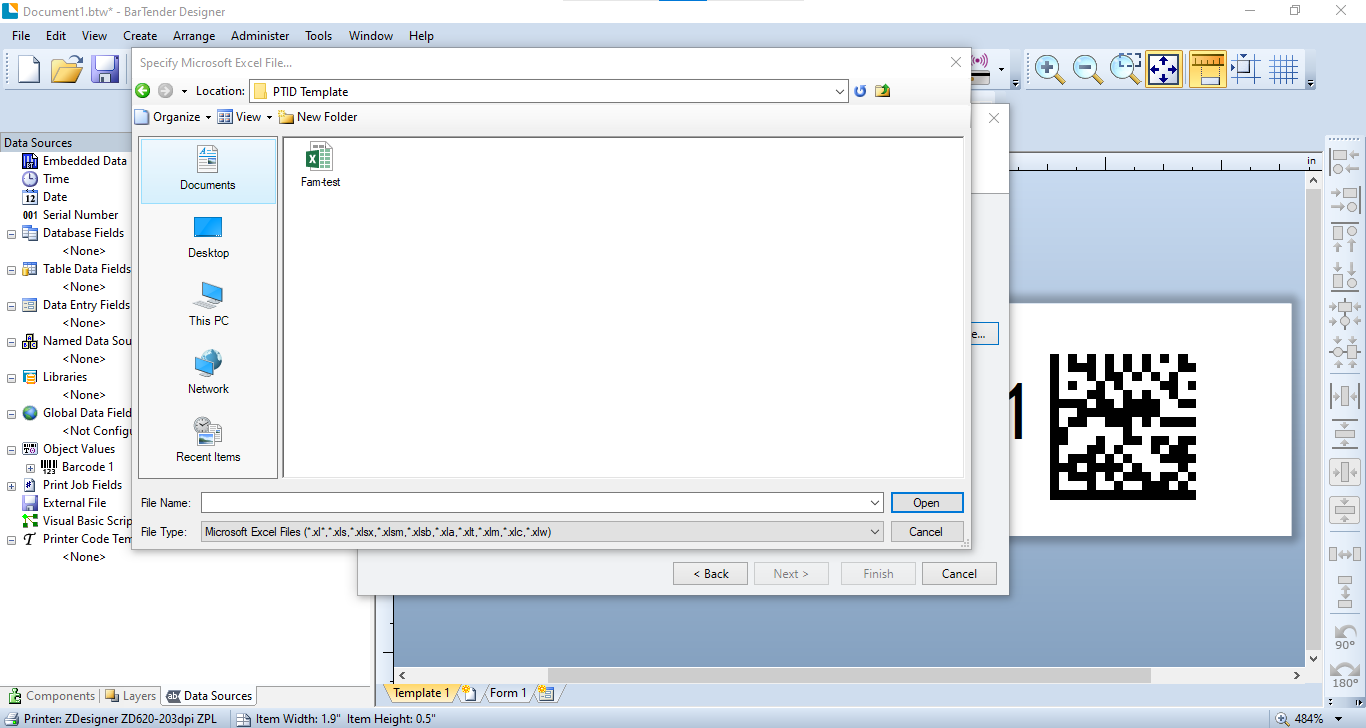 Document1.btw* - BarTender Designer
File Edit View Create Arrange Administer Tools Window Help
Specify Microsoft Excel File...
Location: PTID Template
Organize View New Folder
Data Sources
Embedded Data
Time
12 Date
001 Serial Number
Database Fields
<None>
Table Data Fields
<None>
Data Entry Fields
<None>
Named Data Sou
<None>
Libraries
<None>
Global Data Field
<Not Configu
Object Values
Barcode 1
Print Job Fields
External File
Visual Basic Scrip
Printer Code Tem
<None>
Documents
Desktop
This PC
Network
Recent Items
Fam-test
File Name:
Open
File Type: Microsoft Excel Files (*.xl*,*.xls,*.xlsx,*.xlsm,*.xlsb,*.xla,*.xlt,*.xlm,*.xlc,*.xlw)
Cancel
e...
< Back Next > Finish Cancel
in
1
90°
180°
Components Layers Data Sources
Template 1 Form 1
Printer: ZDesigner ZD620-203dpi ZPL Item Width: 1.9" Item Height: 0.5" 484%